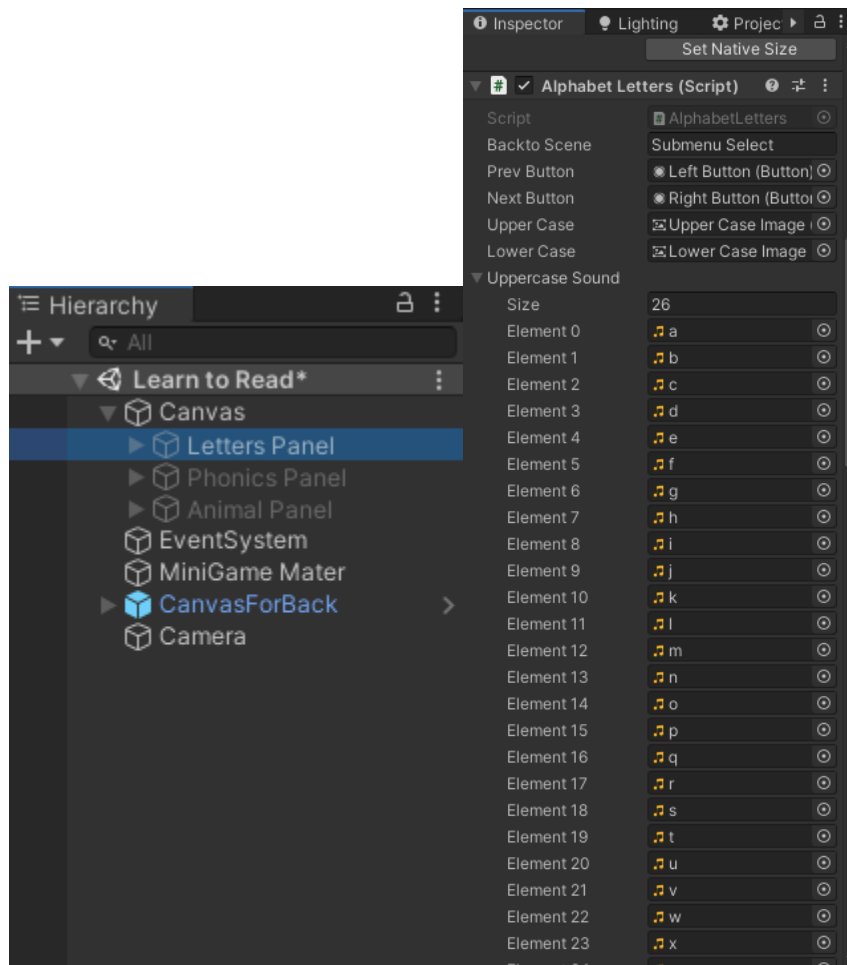 Hierarchy
All
Learn to Read*
Canvas
Letters Panel
Phonics Panel
Animal Panel
EventSystem
MiniGame Mater
CanvasForBack
Camera
Inspector Lighting Projec
Set Native Size
# Alphabet Letters (Script)
Script # AlphabetLetters
Backto Scene Submenu Select
Prev Button Left Button (Button)
Next Button Right Button (Butto
Upper Case Upper Case Image (
Lower Case Lower Case Image
Uppercase Sound
Size 26
Element 0 a
Element 1 b
Element 2 c
Element 3 d
Element 4 e
Element 5 f
Element 6 g
Element 7 h
Element 8 i
Element 9 j
Element 10 k
Element 11 l
Element 12 m
Element 13 n
Element 14 o
Element 15 p
Element 16 q
Element 17 r
Element 18 s
Element 19 t
Element 20 u
Element 21 v
Element 22 w
Element 23 x